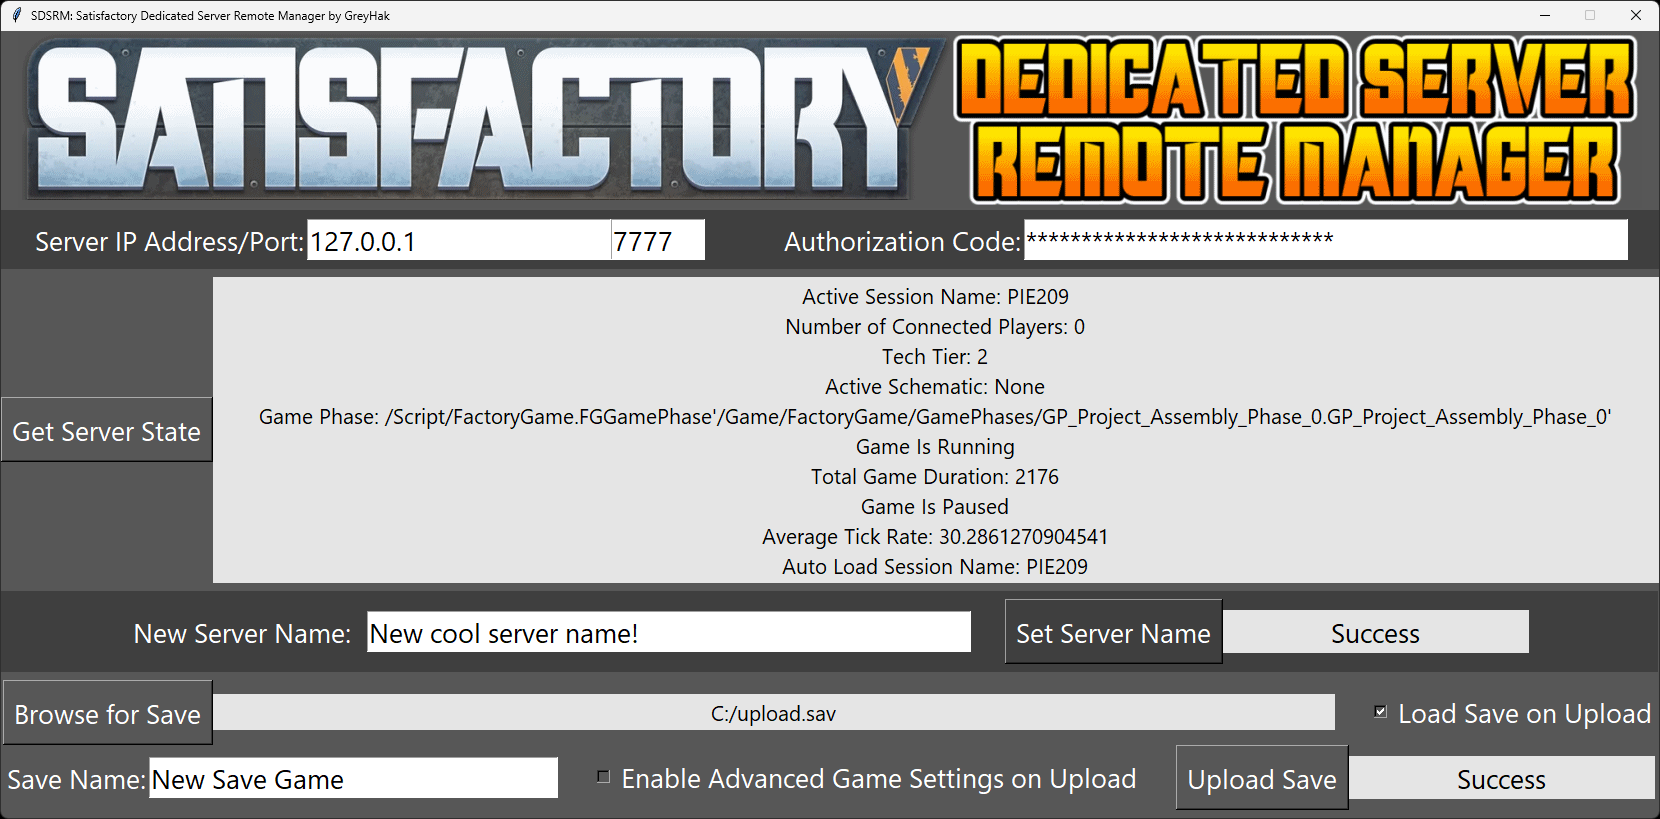 SDSRM: Satisfactory Dedicated Server Remote Manager by GreyHak
SATISFACTORY
DEDICATED SERVER
REMOTE MANAGER
Server IP Address/Port: 127.0.0.1 7777 Authorization Code: ****************************
Active Session Name: PIE209
Number of Connected Players: 0
Tech Tier: 2
Active Schematic: None
Game Phase: /Script/FactoryGame.FGGamePhase'/Game/FactoryGame/GamePhases/GP_Project_Assembly_Phase_0.GP_Project_Assembly_Phase_0'
Get Server State
Game Is Running
Total Game Duration: 2176
Game Is Paused
Average Tick Rate: 30.2861270904541
Auto Load Session Name: PIE209
New Server Name: New cool server name! Set Server Name Success
Browse for Save C:/upload.sav Load Save on Upload
Save Name: New Save Game Enable Advanced Game Settings on Upload Upload Save Success